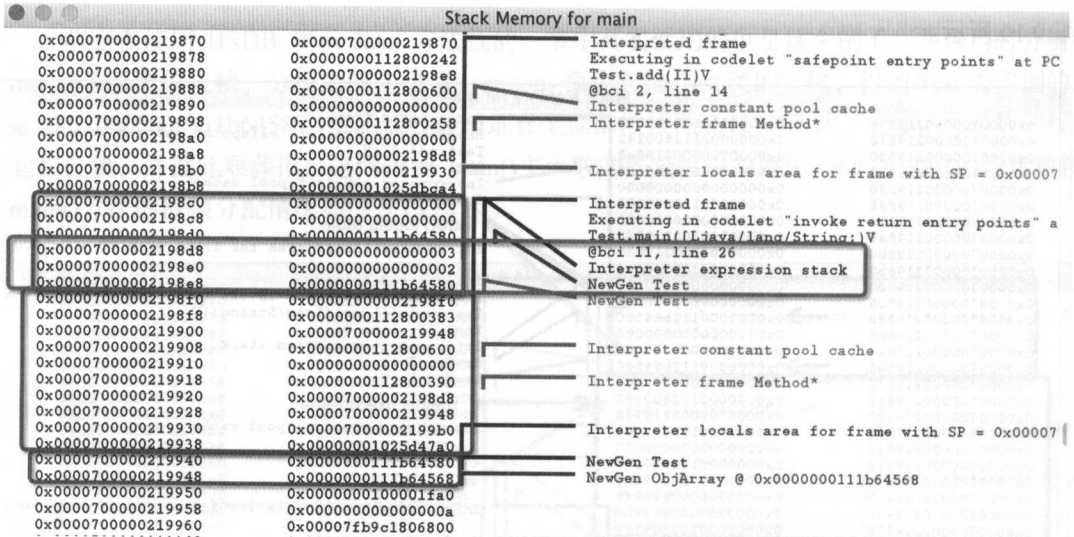 Stack Memory for main
0x0000700000219870 0x0000700000219870 Interpreted frame
0x0000700000219878 0x0000000112800242 Executing in codelet "safepoint entry points" at PC
0x0000700000219880 0x00007000002198e8 Test.add(II)V
0x0000700000219888 0x0000000112800600 @bci 2, line 14
0x0000700000219890 0x0000000000000000 Interpreter constant pool cache
0x0000700000219898 0x0000000112800258 Interpreter frame Method*
0x00007000002198a0 0x0000000000000000
0x00007000002198a8 0x00007000002198d8
0x00007000002198b0 0x0000700000219930 Interpreter locals area for frame with SP = 0x00007
0x00007000002198b8 0x00000001025dbca4
0x00007000002198c0 0x0000000000000000 Interpreted frame
0x00007000002198c8 0x0000000000000000 Executing in codelet "invoke return entry points" a
0x00007000002198d0 0x0000000111b64580 Test.main([Ljava/lang/String;)V
0x00007000002198d8 0x0000000000000003 @bci 11, line 26
0x00007000002198e0 0x0000000000000002 Interpreter expression stack
0x00007000002198e8 0x0000000111b64580 NewGen Test
0x00007000002198f0 0x00007000002198f0 NewGen Test
0x00007000002198f8 0x0000000112800383
0x0000700000219900 0x0000700000219948
0x0000700000219908 0x0000000112800600 Interpreter constant pool cache
0x0000700000219910 0x0000000000000000
0x0000700000219918 0x0000000112800390 Interpreter frame Method*
0x0000700000219920 0x00007000002198d8
0x0000700000219928 0x0000700000219948
0x0000700000219930 0x00007000002199b0 Interpreter locals area for frame with SP = 0x00007
0x0000700000219938 0x00000001025d47a0
0x0000700000219940 0x0000000111b64580 NewGen Test
0x0000700000219948 0x0000000111b64568 NewGen ObjArray @ 0x0000000111b64568
0x0000700000219950 0x0000000100001fa0
0x0000700000219958 0x000000000000000a
0x0000700000219960 0x00007fb9c1806800